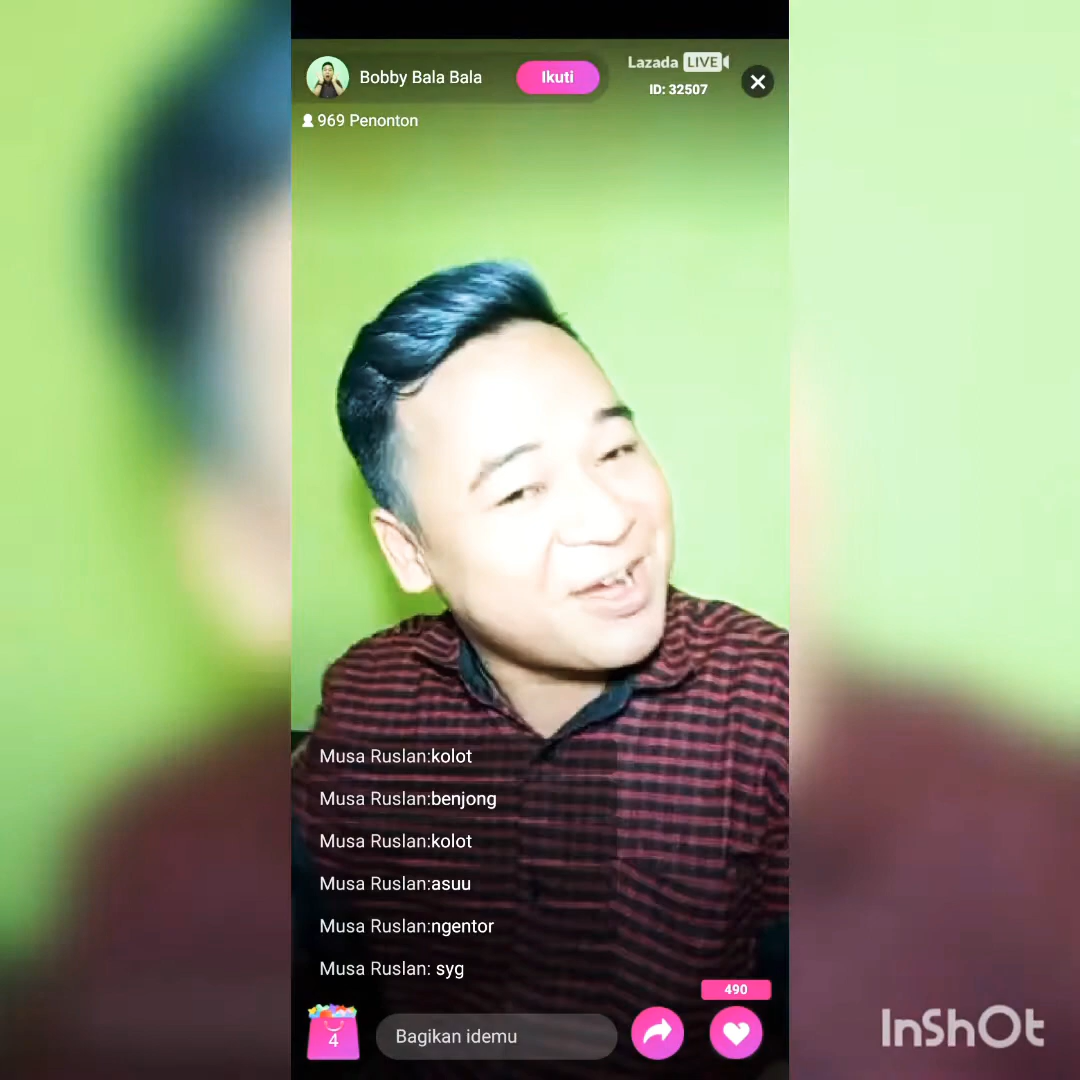 Bobby Bala Bala
Ikuti
Lazada LIVE
ID: 32507
969 Penonton
Musa Ruslan:kolot
Musa Ruslan:benjong
Musa Ruslan:kolot
Musa Ruslan:asuu
Musa Ruslan:ngentor
Musa Ruslan: syg
490
4
Bagikan idemu
InShOt